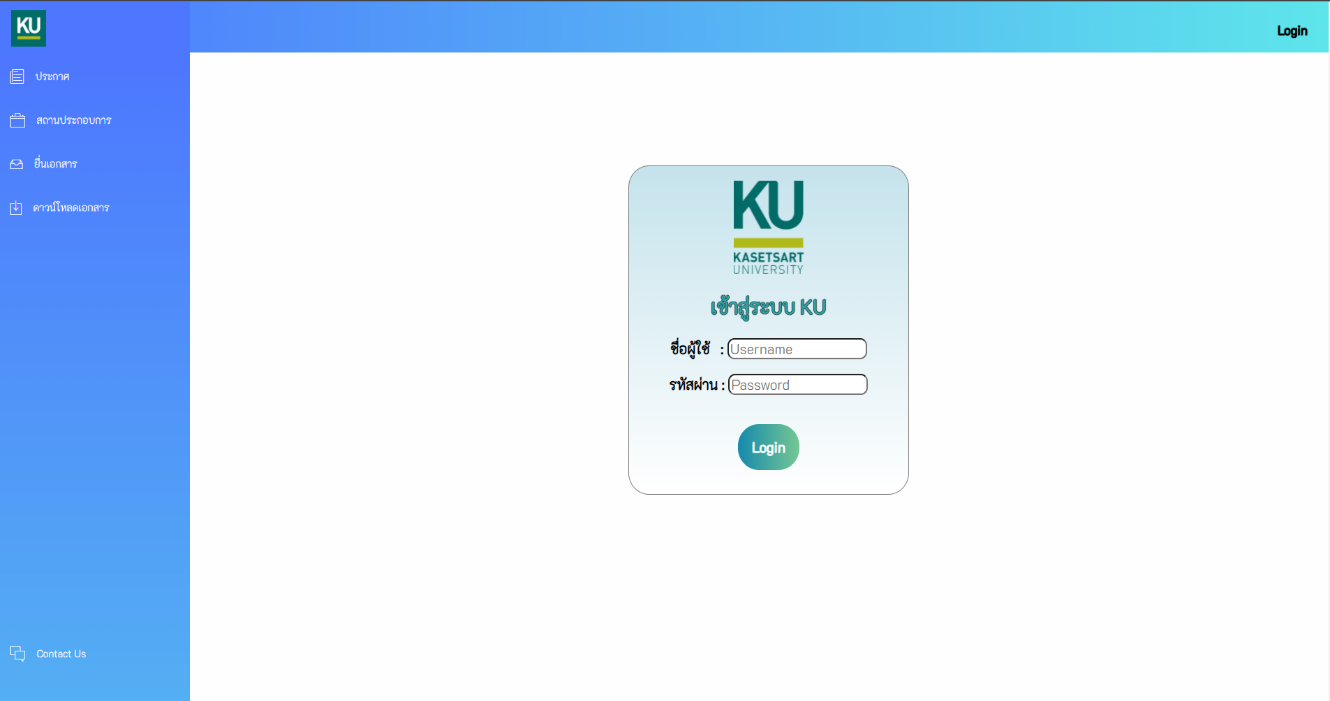 KU
Login
ประกาศ
สถานประกอบการ
ยื่นเอกสาร
ดาวน์โหลดเอกสาร
KU
KASETSART
UNIVERSITY
เข้าสู่ระบบ KU
ชื่อผู้ใช้ : Username
รหัสผ่าน : Password
Login
Contact Us